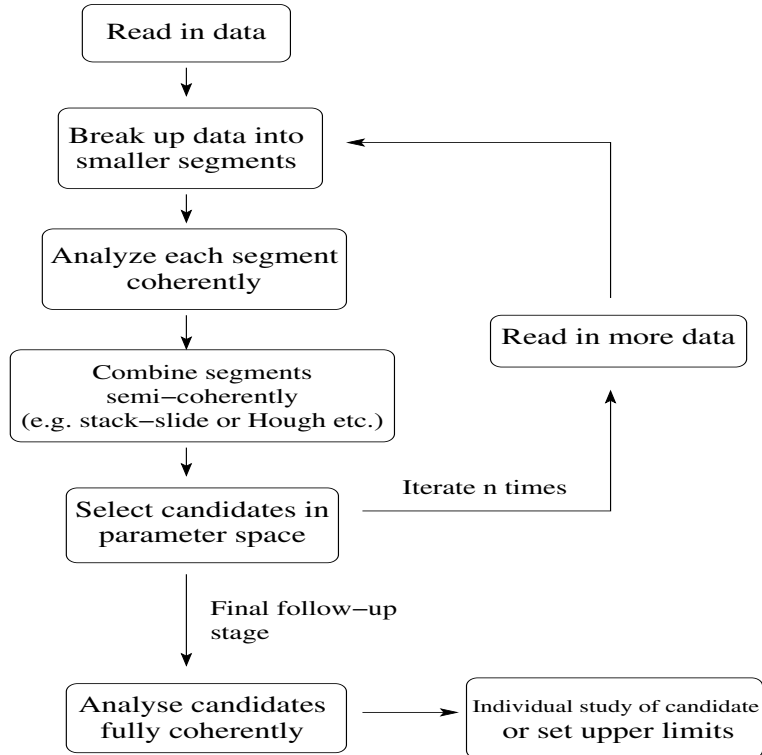 Read in data
Break up data into
smaller segments
Analyze each segment
coherently
Read in more data
Combine segments
semi−coherently
(e.g. stack−slide or Hough etc.)
Iterate n times
Select candidates in
parameter space
Final follow−up
stage
Analyse candidates
fully coherently
Individual study of candidate
or set upper limits